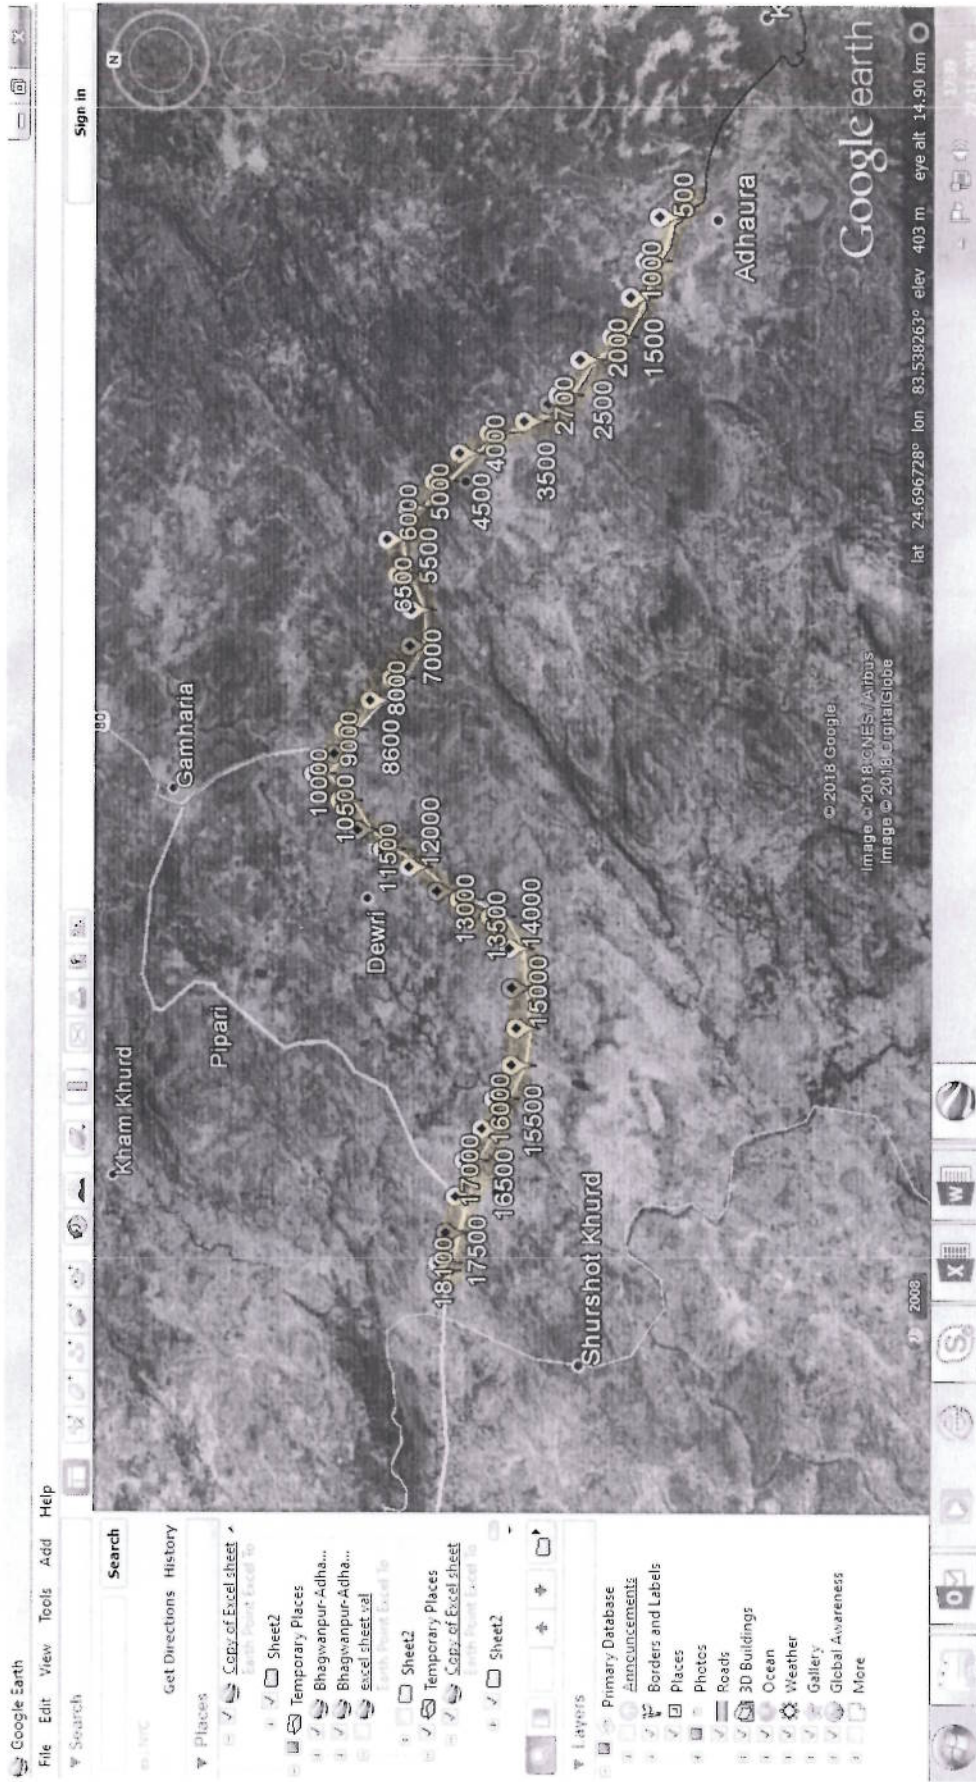 Google Earth
File Edit View Tools Add Help
Search
Search
Get Directions History
Places
Copy of Excel sheet
Sheet2
Temporary Places
Bhagwanpur-Adha...
Bhagwanpur-Adha...
excel sheet val
Sheet2
Temporary Places
Copy of Excel sheet
Sheet2
Layers
Primary Database
Announcements
Borders and Labels
Places
Photos
Roads
3D Buildings
Ocean
Weather
Gallery
Global Awareness
More
Sign in
N
80
Kham Khurd
Pipari
Gamharia
Dewri
Shurshot Khurd
Adhaura
18100
17500
17000
16500
16000
15500
15000
14000
13500
13000
12000
11500
10500
10000
9000
8600
8000
7000
6500
6000
5500
5000
4500
4000
3500
2700
2500
2000
1500
1000
500
2008
© 2018 Google
Image © 2018 CNES / Airbus
Image © 2018 DigitalGlobe
Google earth
lat 24.696728° lon 83.538263° elev 403 m eye alt 14.90 km